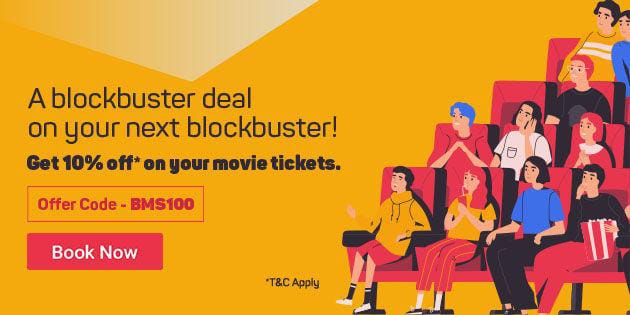 A blockbuster deal
on your next blockbuster!
Get 10% off* on your movie tickets.
Offer Code - BMS100
Book Now
*T&C Apply